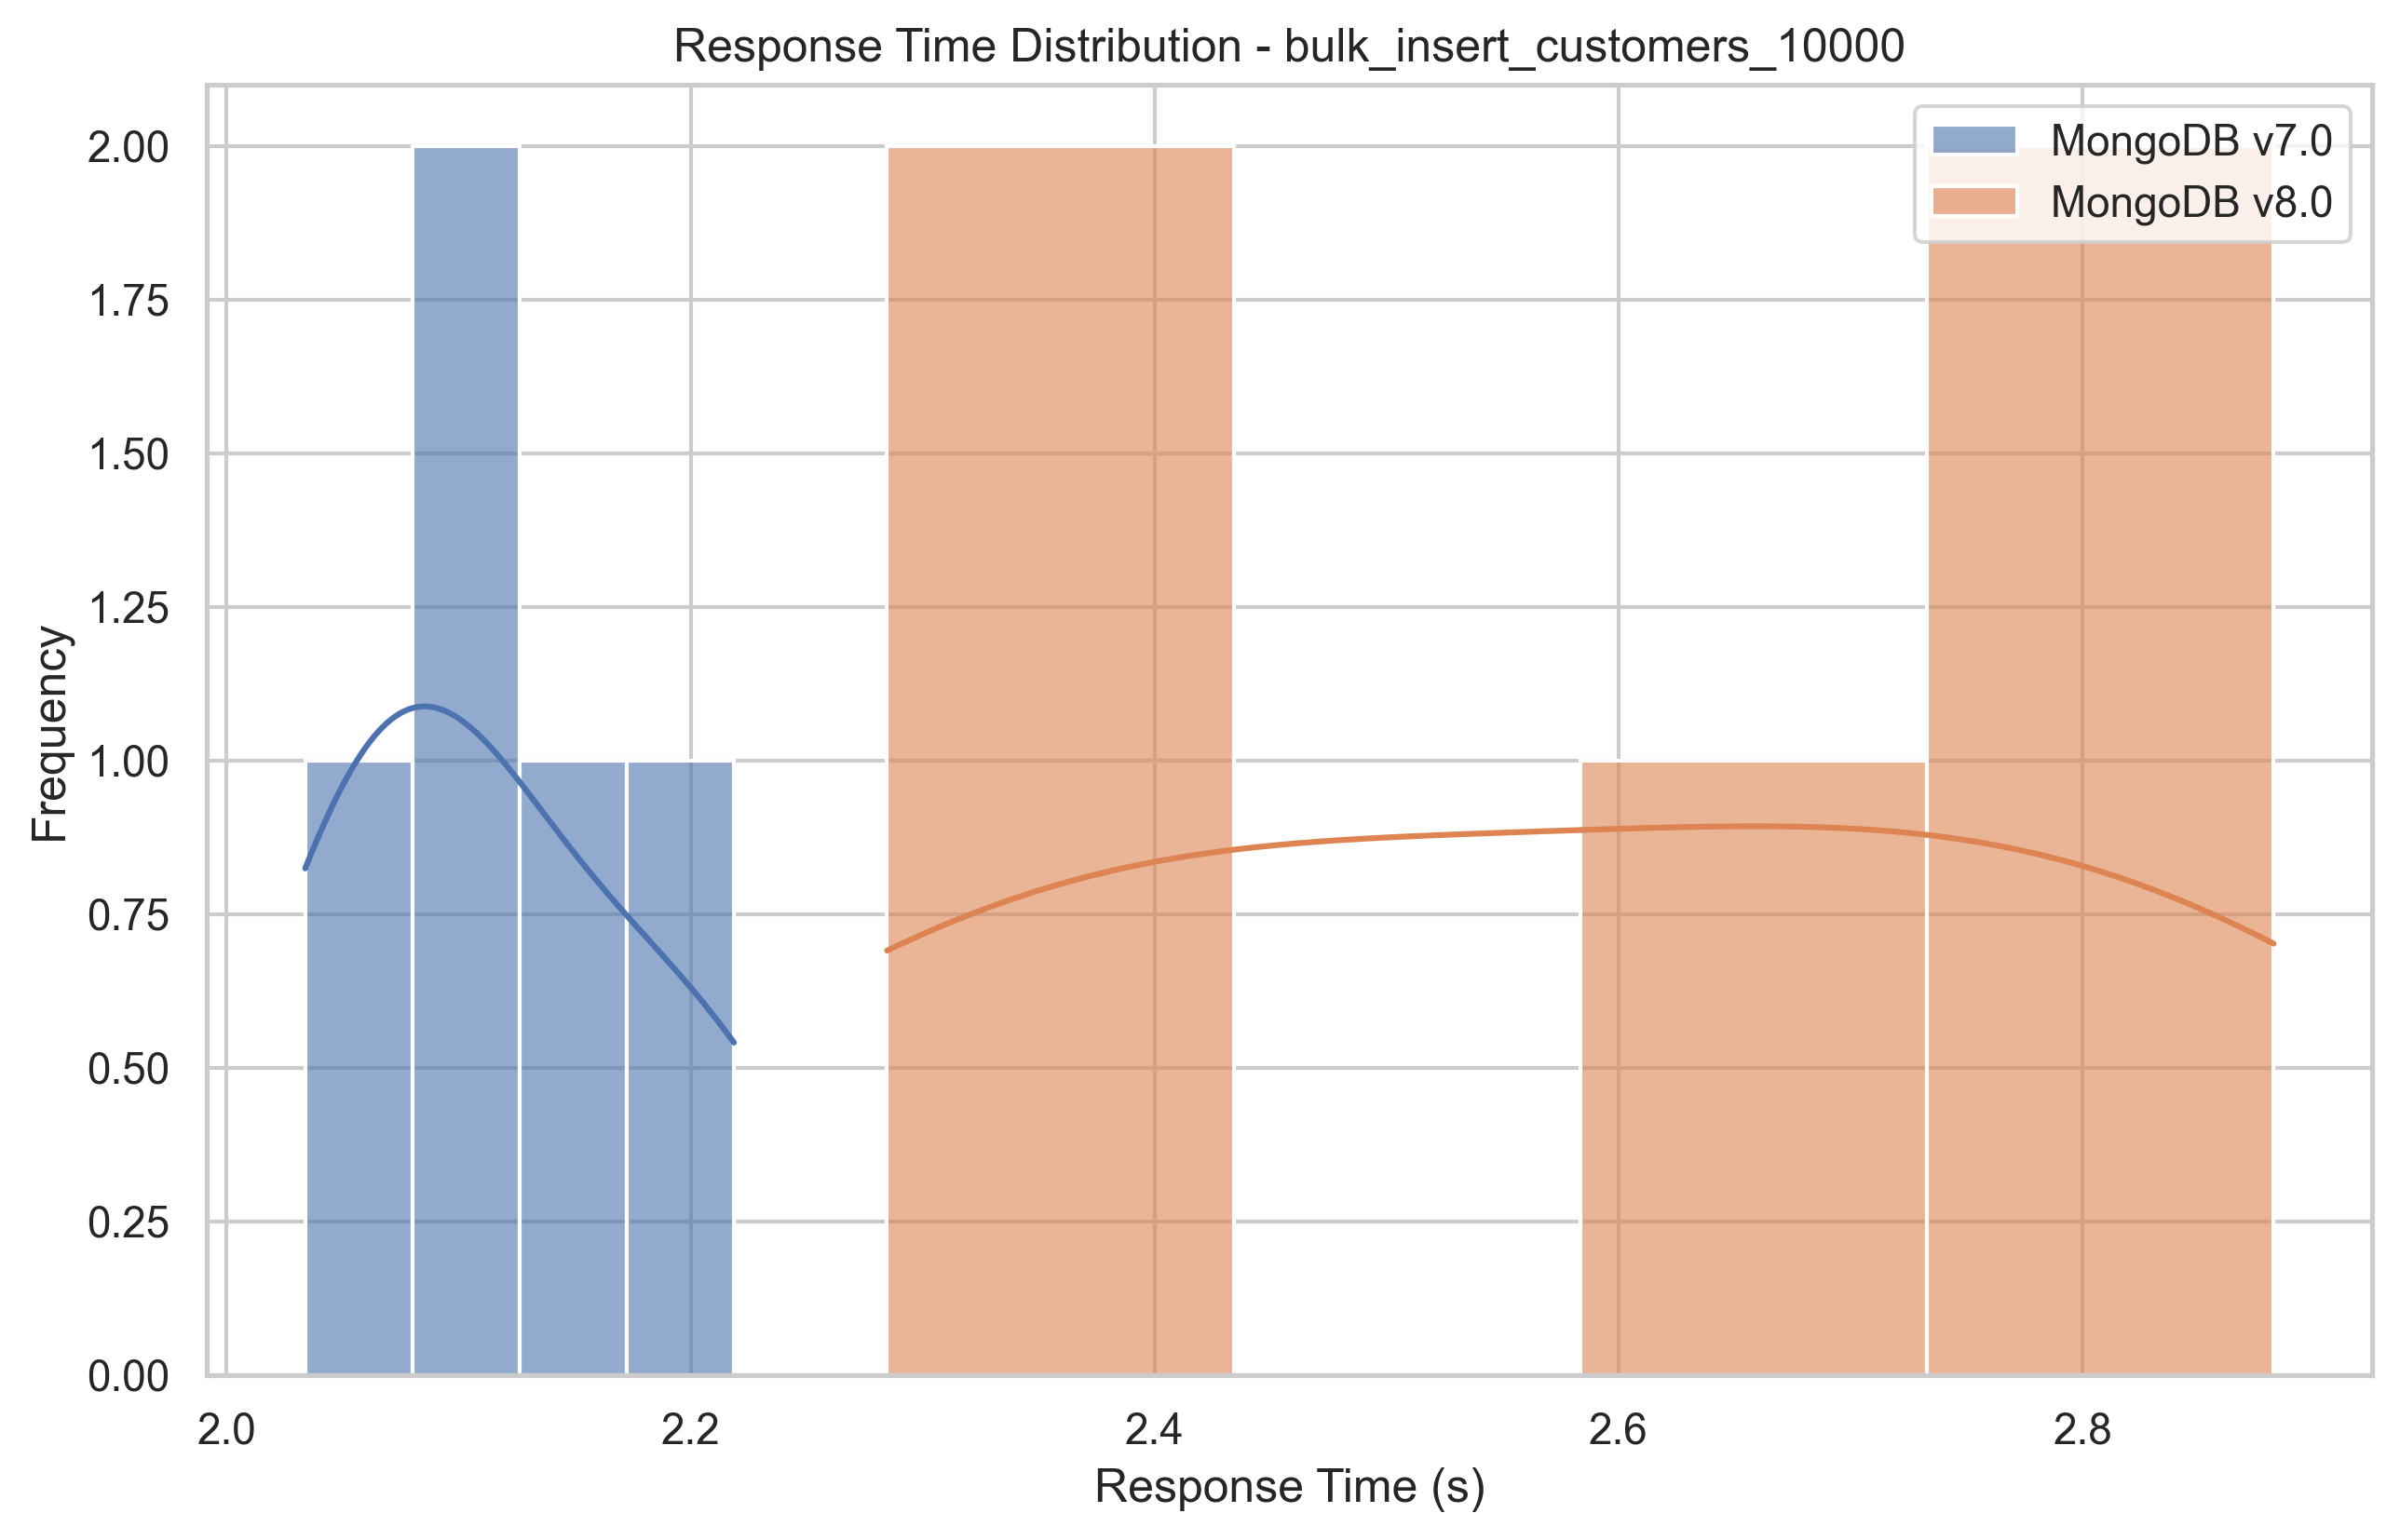 Response Time Distribution - bulk_insert_customers_10000
MongoDB v7.0
MongoDB v8.0
2.00
1.75
1.50
1.25
1.00
0.75
0.50
0.25
0.00
Frequency
2.0 2.2 2.4 2.6 2.8
Response Time (s)